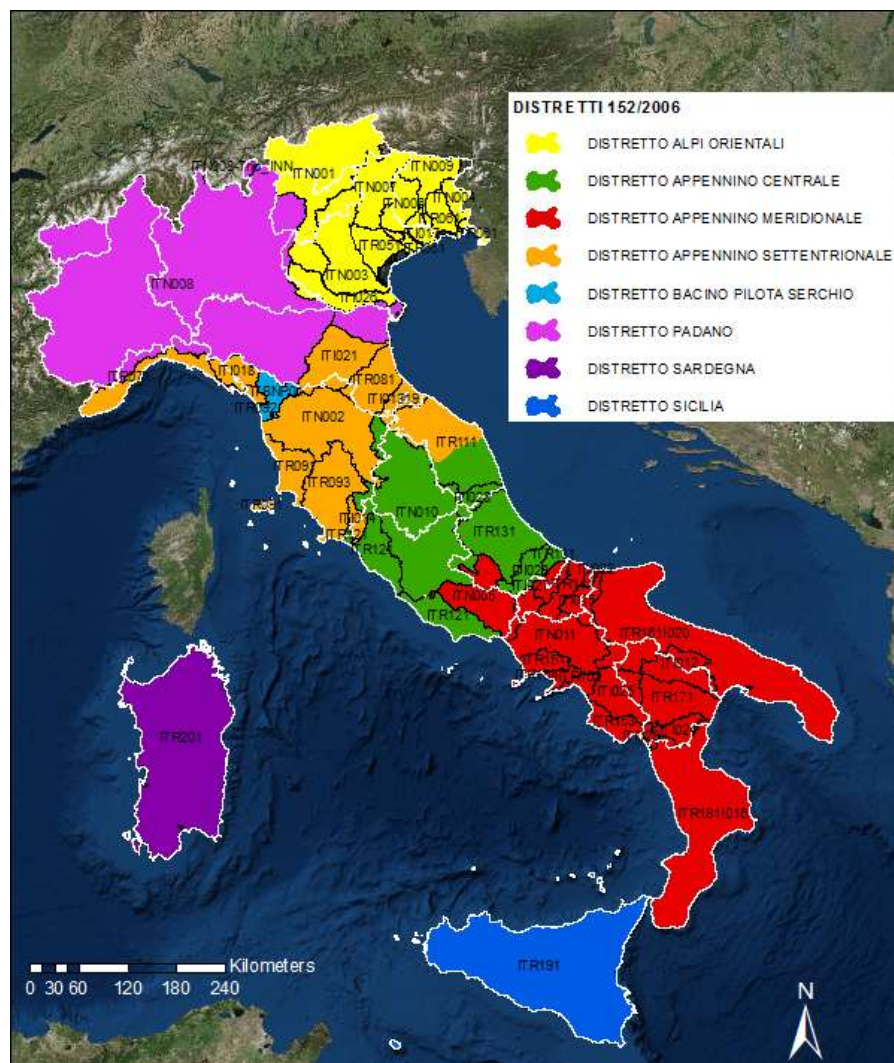 DISTRETTI 152/2006
DISTRETTO ALPI ORIENTALI
DISTRETTO APPENNINO CENTRALE
DISTRETTO APPENNINO MERIDIONALE
DISTRETTO APPENNINO SETTENTRIONALE
DISTRETTO BACINO PILOTA SERCHIO
DISTRETTO PADANO
DISTRETTO SARDEGNA
DISTRETTO SICILIA
ITN001
ITN009
ITN003
ITI026
ITN008
ITI021
ITI018
ITR081
ITN002
ITR111
ITR093
ITN010
ITR131
ITR121
ITN005
ITN011
ITR161I020
ITR171
ITR201
ITR181I016
ITR191
Kilometers
0 30 60 120 180 240
N